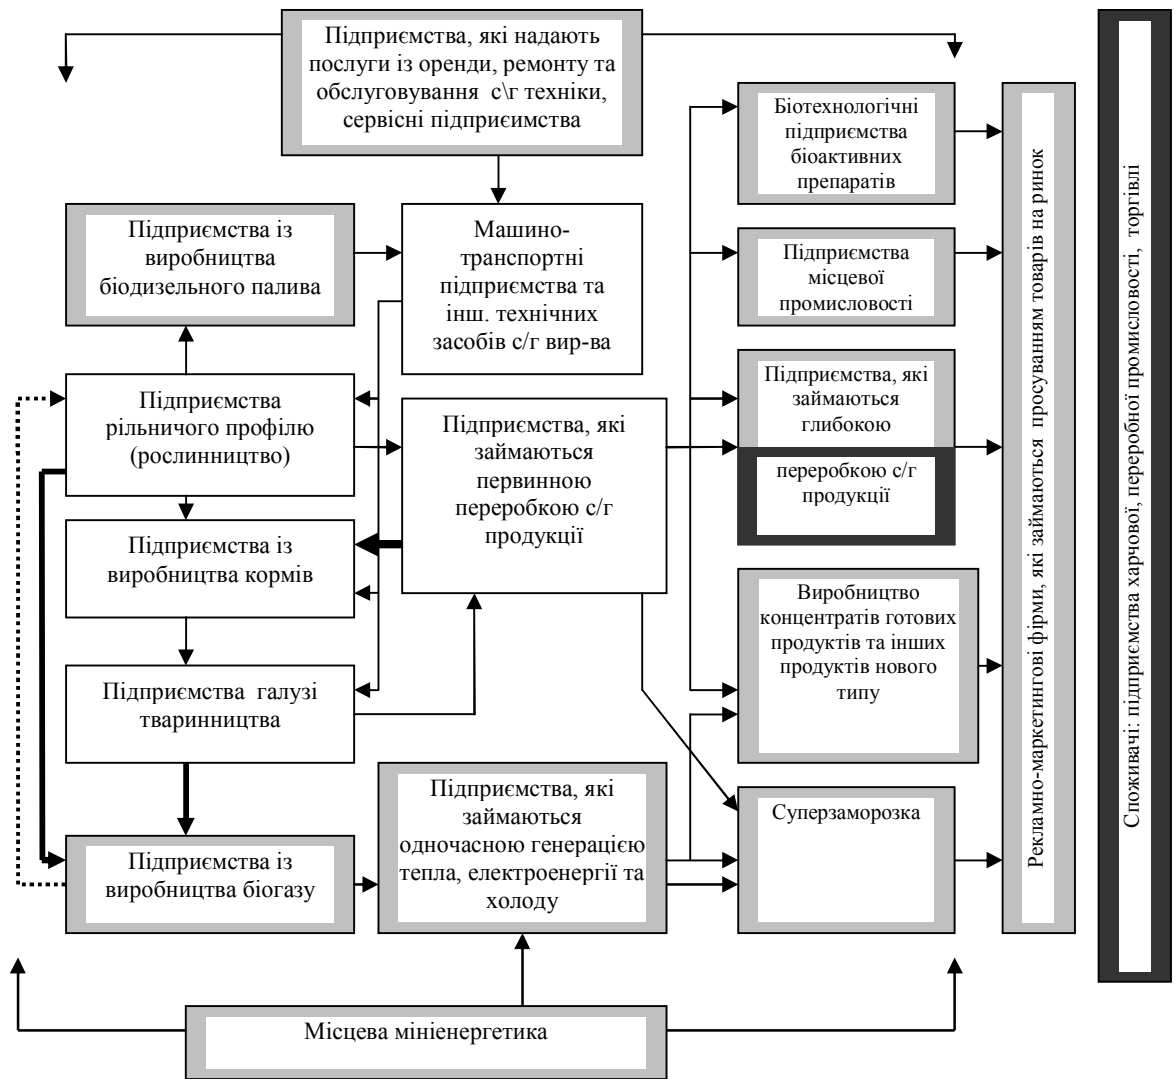 Підприємства, які надають
послуги із оренди, ремонту та
обслуговування с\г техніки,
сервісні підприимства
Біотехнологічні
підприємства
біоактивних
препаратів
Підприємства із
виробництва
біодизельного палива
Машино-
транспортні
підприємства та
інш. технічних
засобів с/г вир-ва
Підприємства
місцевої
промисловості
Підприємства
рільничого профілю
(рослинництво)
Підприємства, які
займаються
первинною
переробкою с/г
продукції
Підприємства, які
займаються
глибокою
переробкою с/г
продукції
Підприємства із
виробництва кормів
Виробництво
концентратів готових
продуктів та інших
продуктів нового
типу
Підприємства галузі
тваринництва
Підприємства, які
займаються
одночасною генерацією
тепла, електроенергії та
холоду
Суперзаморозка
Підприємства із
виробництва біогазу
Місцева мініенергетика
Рекламно-маркетингові фірми, які займаються просуванням товарів на ринок
Споживачі: підприємства харчової, переробної промисловості, торгівлі